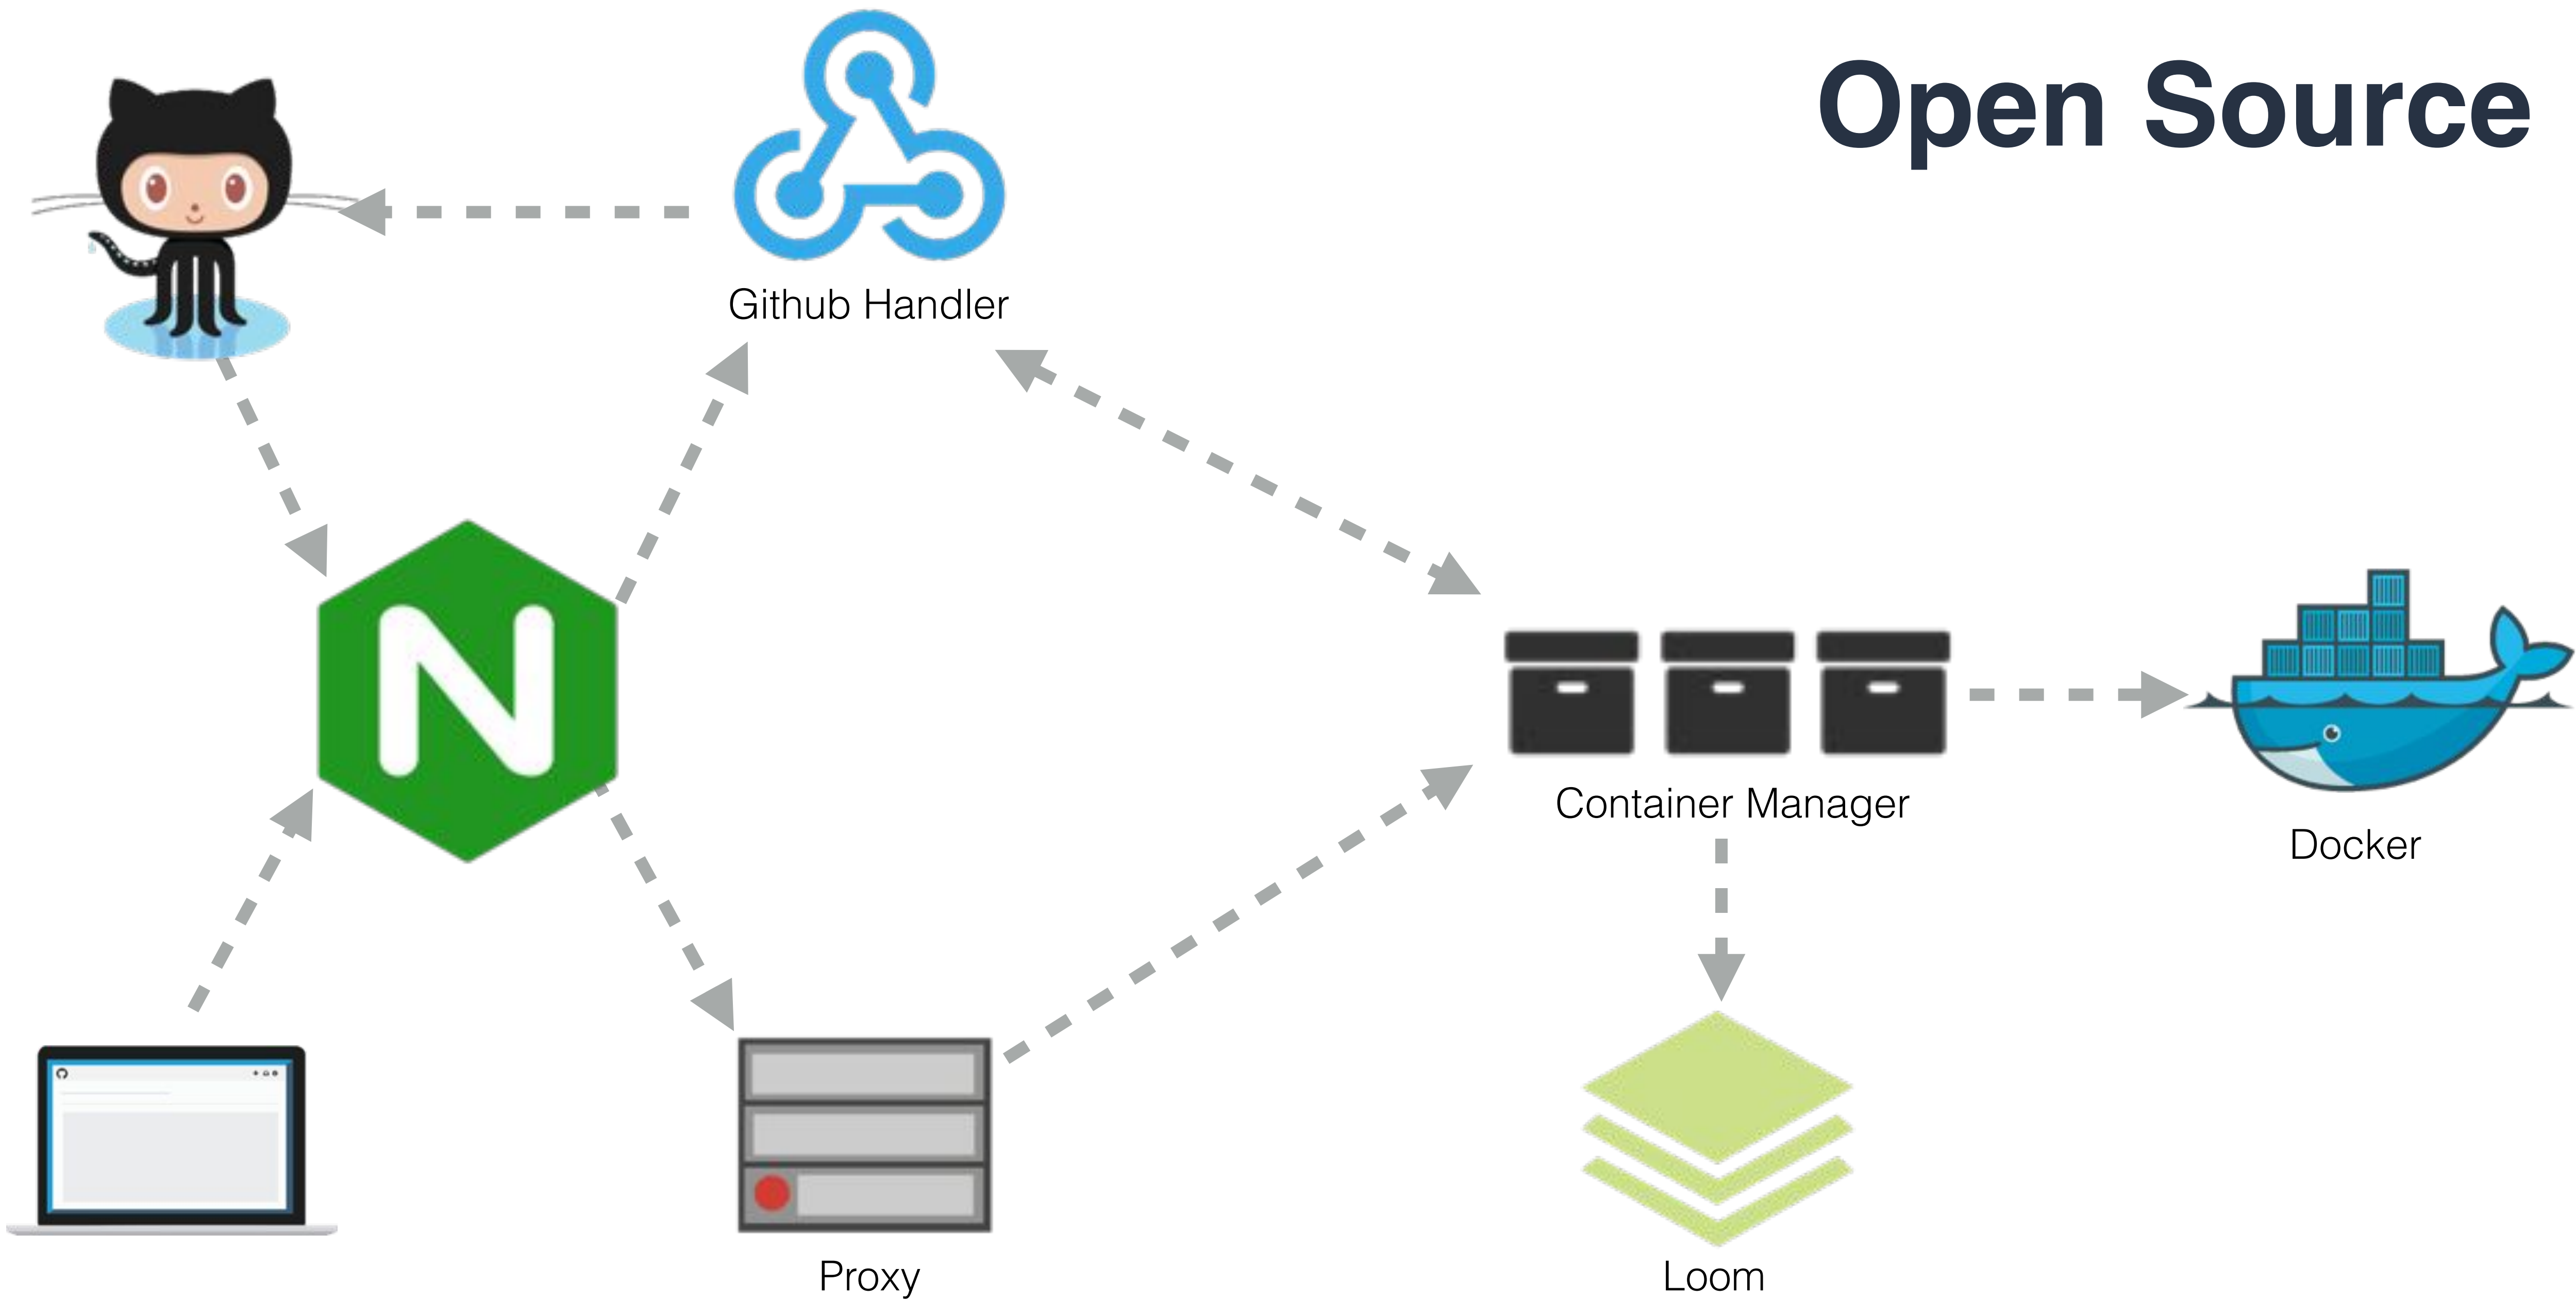 Open Source
Github Handler
N
Container Manager
Docker
Proxy
Loom